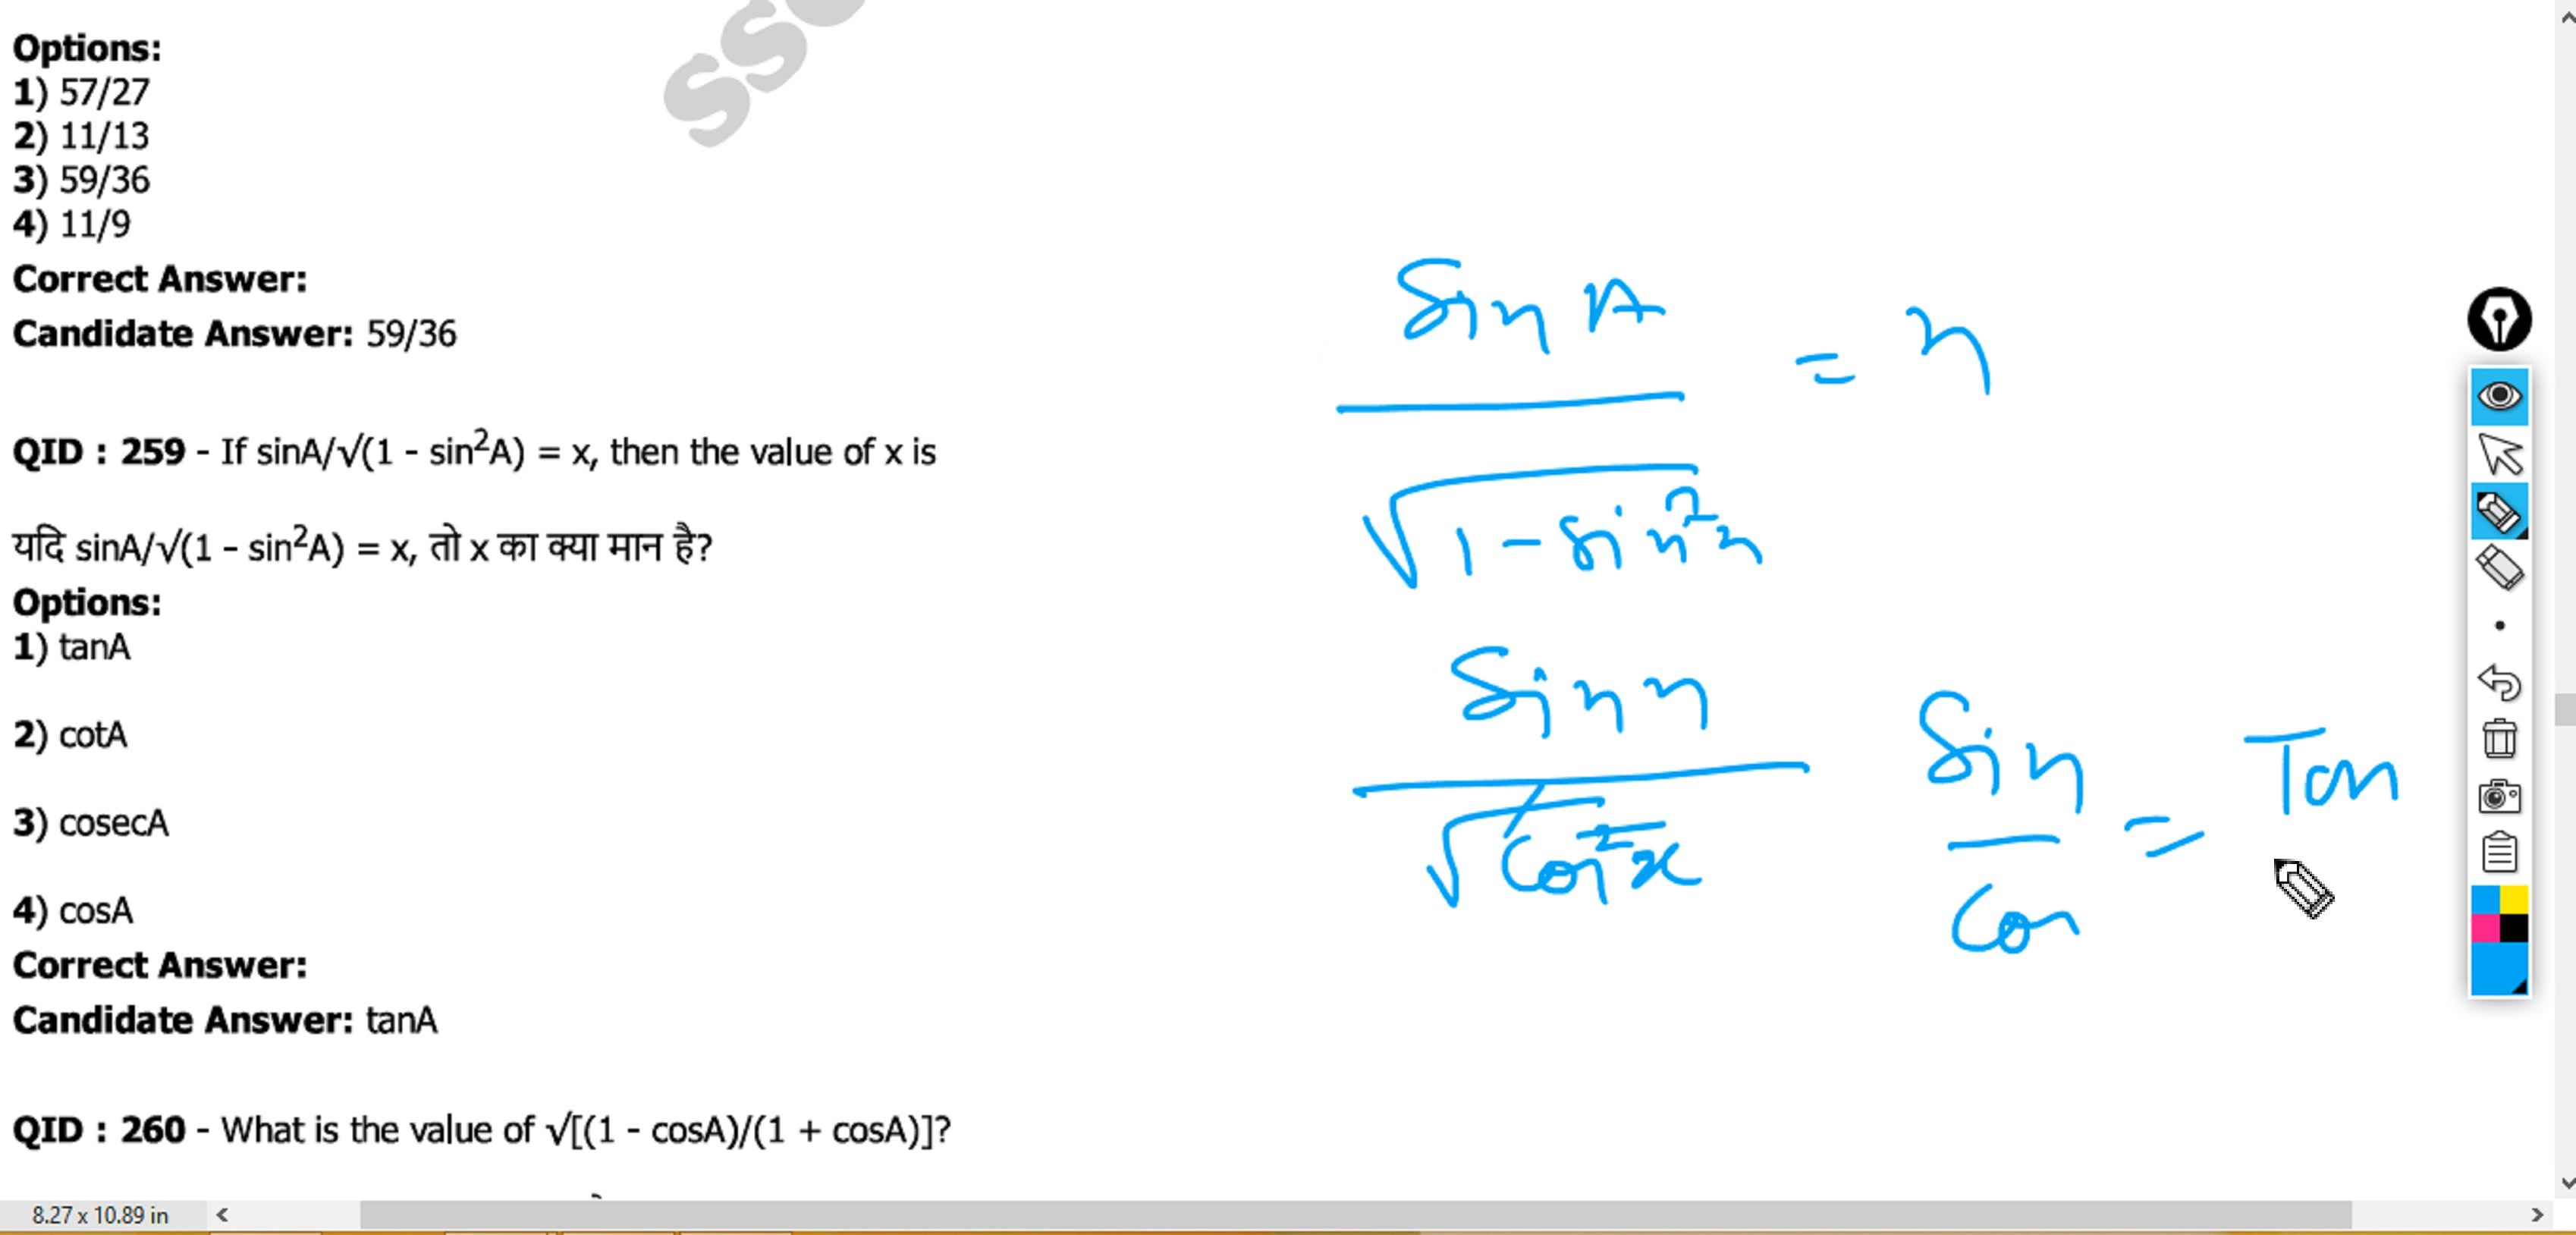 ss
Options:
1) 57/27
2) 11/13
3) 59/36
4) 11/9
Correct Answer:
Candidate Answer: 59/36
QID : 259 - If sinA/√(1 - sin²A) = x, then the value of x is
यदि sinA/√(1 - sin²A) = x, तो x का क्या मान है?
Options:
1) tanA
2) cotA
3) cosecA
4) cosA
Correct Answer:
Candidate Answer: tanA
QID : 260 - What is the value of √[(1 - cosA)/(1 + cosA)]?
Sin A
= x
√1-sin²x
Sin x
√Cos²x
Sin
= Tan
Cos
8.27 x 10.89 in